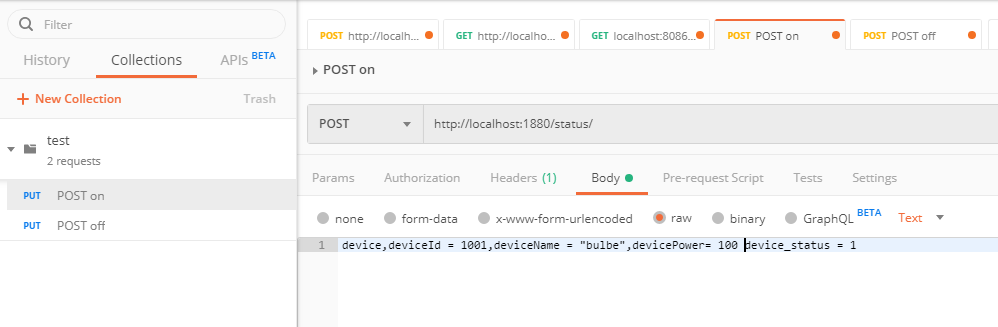 Filter
History Collections APIs BETA
+ New Collection Trash
test
2 requests
PUT POST on
PUT POST off
POST http://localh... GET http://localho... GET localhost:8086... POST POST on POST POST off
POST on
POST http://localhost:1880/status/
Params Authorization Headers (1) Body Pre-request Script Tests Settings
none form-data x-www-form-urlencoded raw binary GraphQL BETA Text
1 device,deviceId = 1001,deviceName = "bulbe",devicePower= 100 device_status = 1